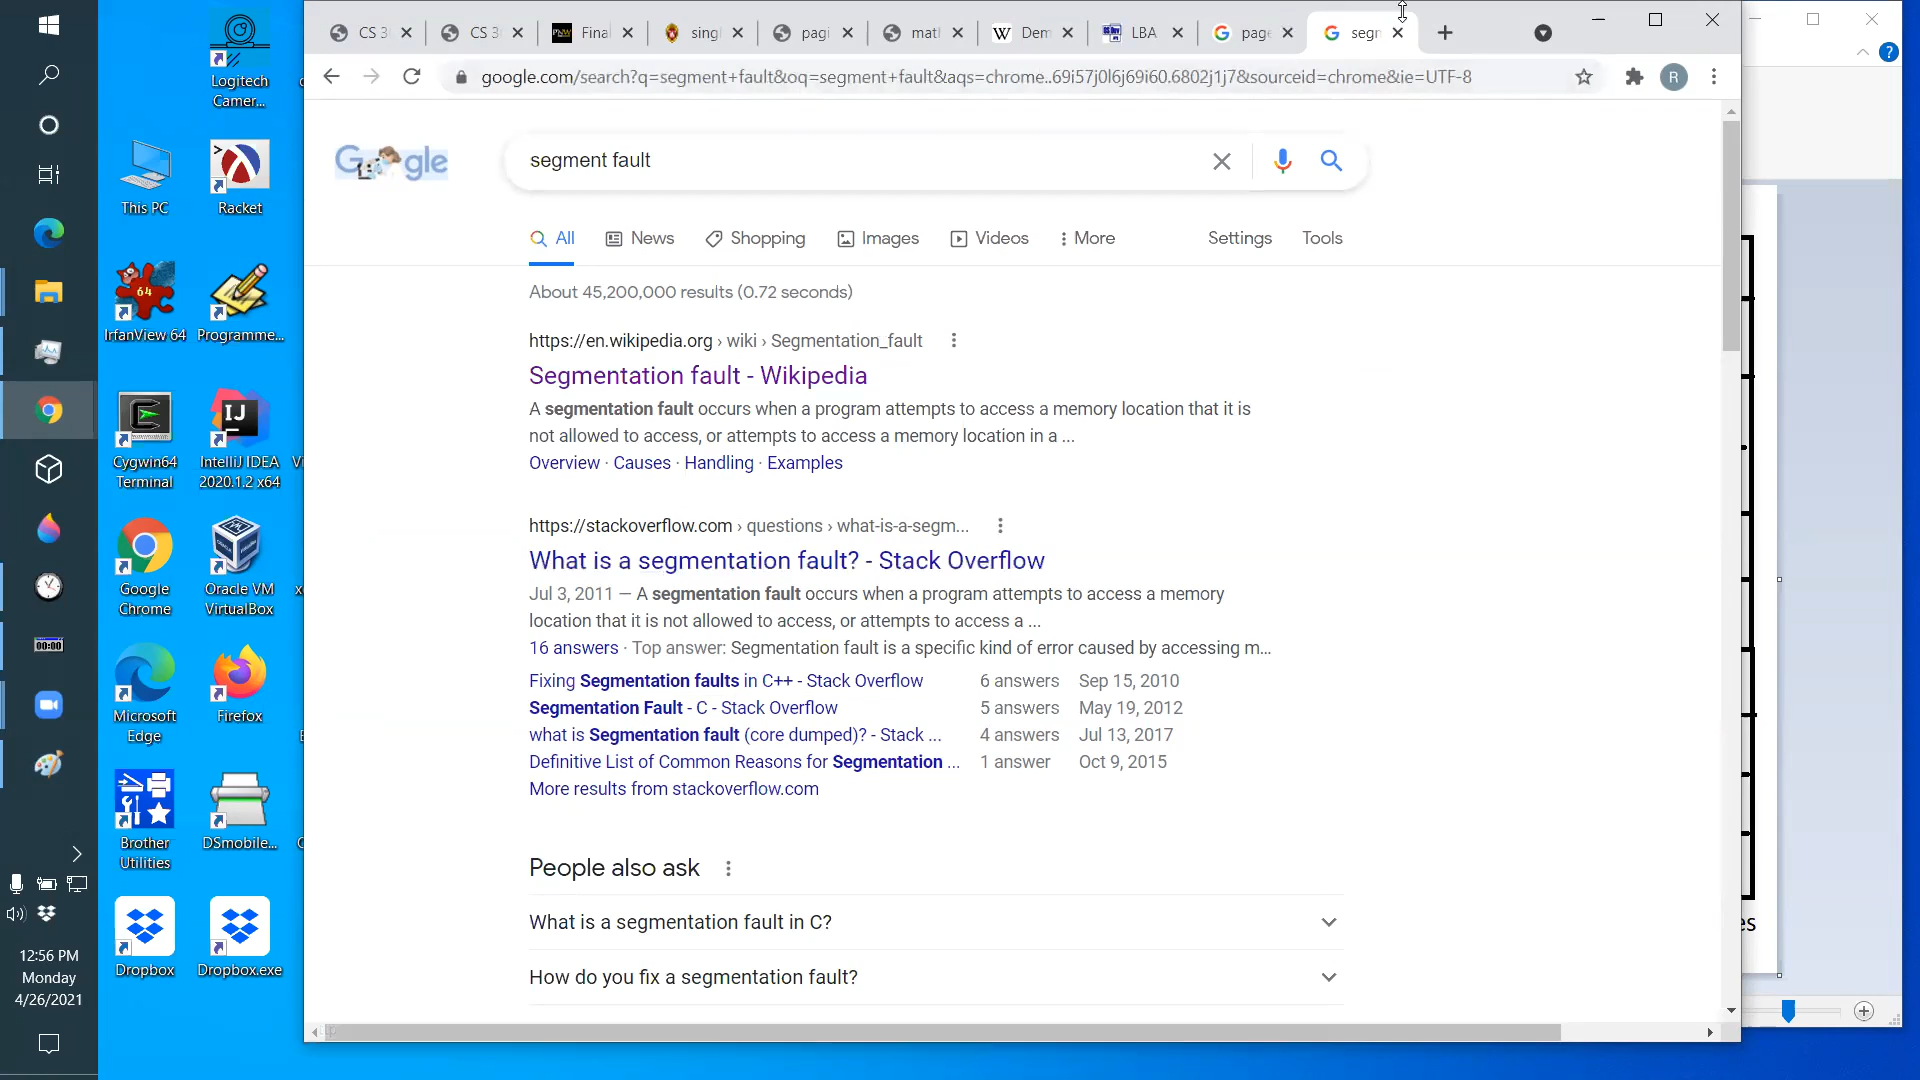 CS 3
CS 3
Final
singl
pagi
matl
Dem
LBA
page
segn
google.com/search?q=segment+fault&oq=segment+fault&aqs=chrome..69i57j0l6j69i60.6802j1j7&sourceid=chrome&ie=UTF-8
R
Google
segment fault
All
News
Shopping
Images
Videos
More
Settings
Tools
About 45,200,000 results (0.72 seconds)
https://en.wikipedia.org › wiki › Segmentation_fault
Segmentation fault - Wikipedia
A segmentation fault occurs when a program attempts to access a memory location that it is
not allowed to access, or attempts to access a memory location in a ...
Overview · Causes · Handling · Examples
https://stackoverflow.com › questions › what-is-a-segm...
What is a segmentation fault? - Stack Overflow
Jul 3, 2011 — A segmentation fault occurs when a program attempts to access a memory
location that it is not allowed to access, or attempts to access a ...
16 answers · Top answer: Segmentation fault is a specific kind of error caused by accessing m...
Fixing Segmentation faults in C++ - Stack Overflow 6 answers Sep 15, 2010
Segmentation Fault - C - Stack Overflow 5 answers May 19, 2012
what is Segmentation fault (core dumped)? - Stack ... 4 answers Jul 13, 2017
Definitive List of Common Reasons for Segmentation ... 1 answer Oct 9, 2015
More results from stackoverflow.com
People also ask
What is a segmentation fault in C?
How do you fix a segmentation fault?
Logitech
Camer...
This PC
Racket
IrfanView 64
Programme...
Cygwin64
Terminal
IntelliJ IDEA
2020.1.2 x64
Google
Chrome
Oracle VM
VirtualBox
Microsoft
Edge
Firefox
Brother
Utilities
DSmobile...
Dropbox
Dropbox.exe
64
IJ
00:00
12:56 PM
Monday
4/26/2021
es